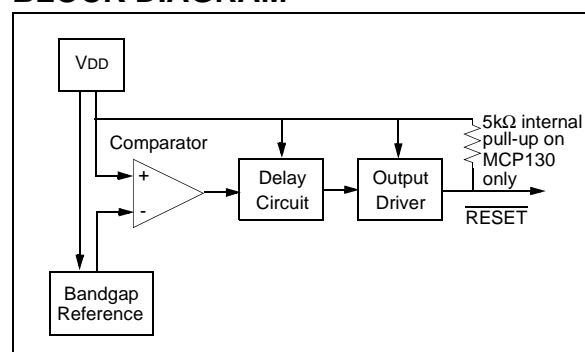 BLOCK DIAGRAM
VDD
Comparator
+
-
Delay
Circuit
Output
Driver
5kΩ internal
pull-up on
MCP130
only
RESET
Bandgap
Reference